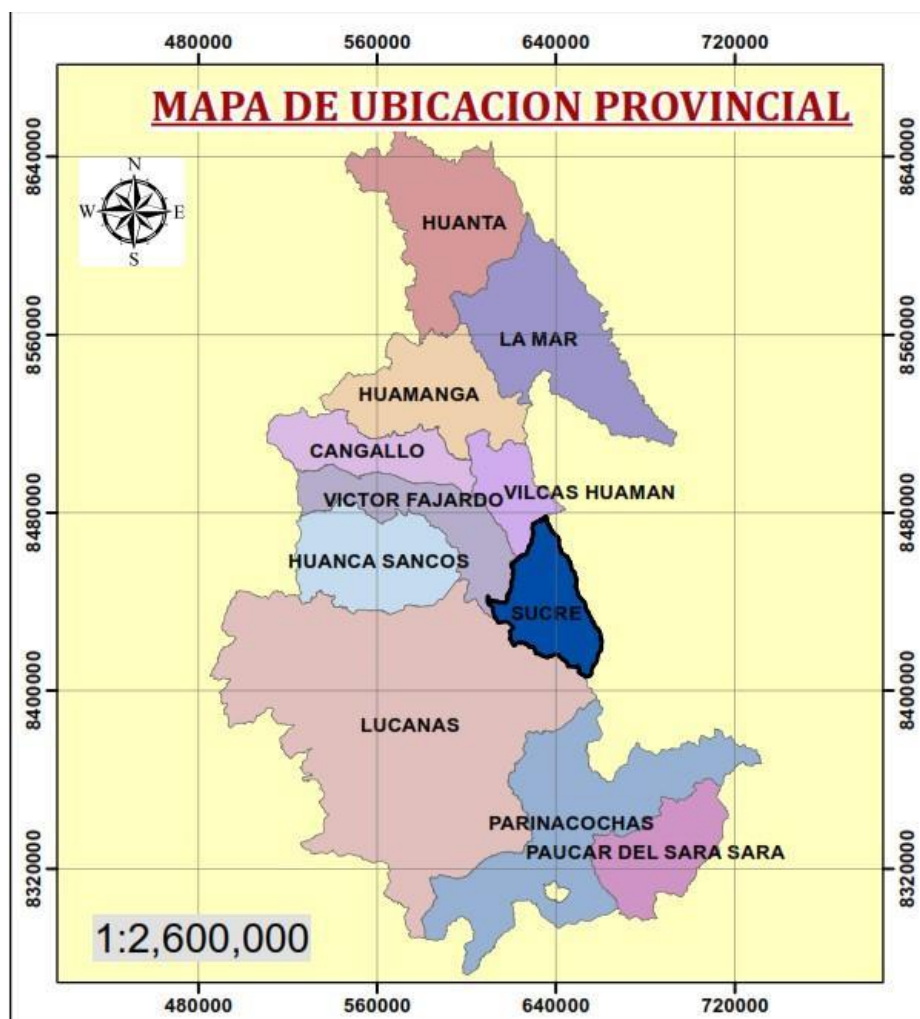 480000 560000 640000 720000
MAPA DE UBICACION PROVINCIAL
8640000 8640000
N
W E
S
HUANTA
8560000 LA MAR 8560000
HUAMANGA
CANGALLO
VILCAS HUAMAN
VICTOR FAJARDO
8480000 8480000
HUANCA SANCOS
SUCRE
8400000 8400000
LUCANAS
PARINACOCHAS
PAUCAR DEL SARA SARA
8320000 8320000
1:2,600,000
480000 560000 640000 720000